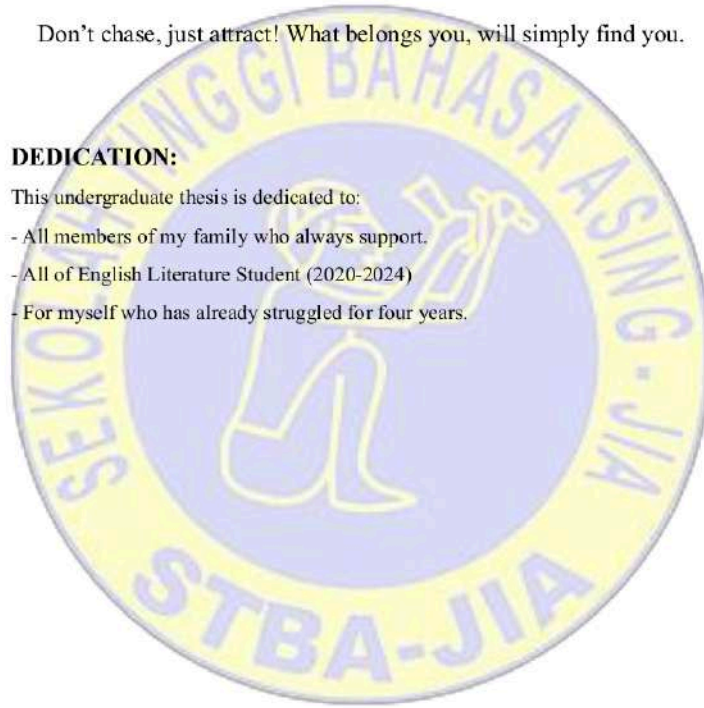 Don’t chase, just attract! What belongs you, will simply find you.
DEDICATION:
This undergraduate thesis is dedicated to:
- All members of my family who always support.
- All of English Literature Student (2020-2024)
- For myself who has already struggled for four years.
SEKOLAH TINGGI BAHASA ASING - JIA
STBA-JIA